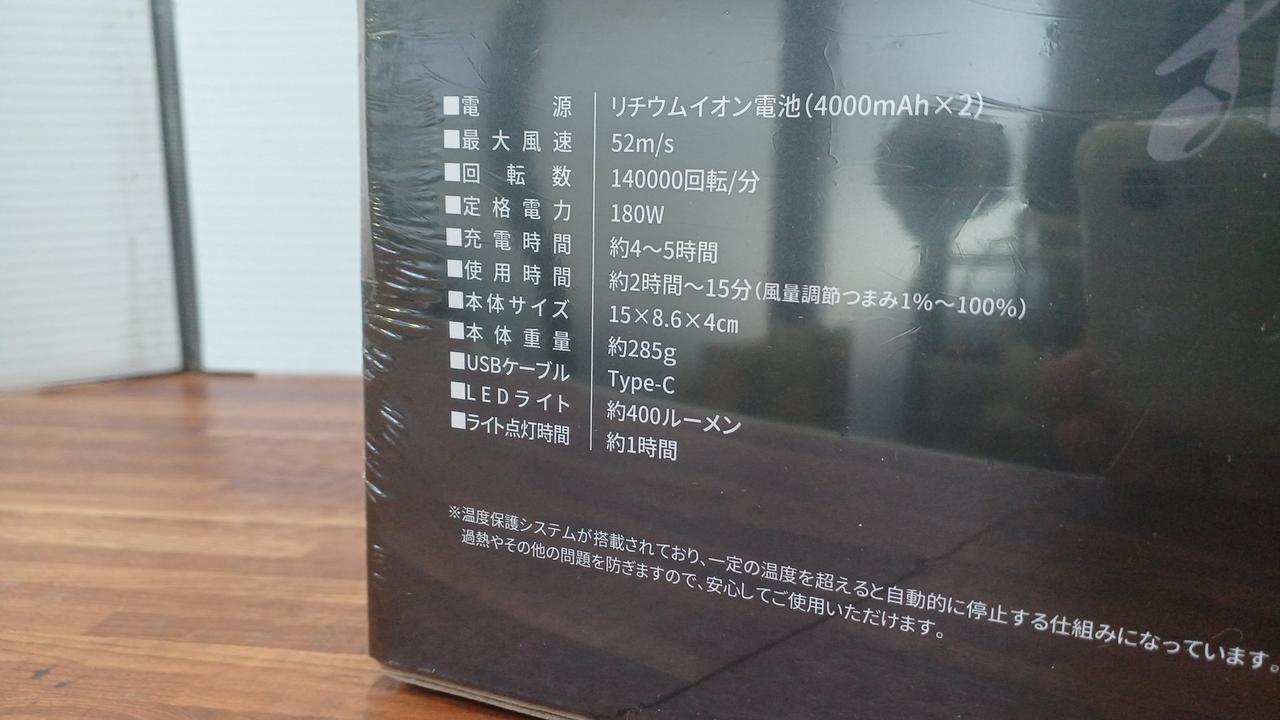 ■電源 リチウムイオン電池(4000mAh×2)
■最大風速 52m/s
■回転数 140000回転/分
■定格電力 180W
■充電時間 約4〜5時間
■使用時間 約2時間〜15分(風量調節つまみ1%〜100%)
■本体サイズ 15×8.6×4㎝
■本体重量 約285g
■USBケーブル Type-C
■LEDライト 約400ルーメン
■ライト点灯時間 約1時間
※温度保護システムが搭載されており、一定の温度を超えると自動的に停止する仕組みになっています。
過熱やその他の問題を防ぎますので、安心してご使用いただけます。